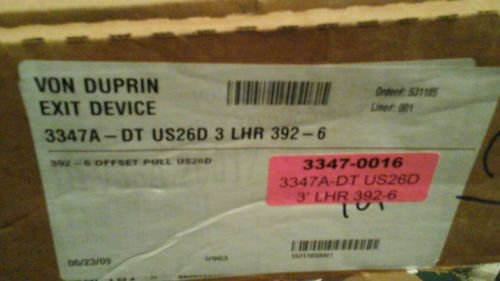 VON DUPRIN
EXIT DEVICE
Order#: 531185
Line#: 001
3347A-DT US26D 3 LHR 392-6
392-6 OFFSET PULL US26D
3347-0016
3347A-DT US26D
3' LHR 392-6
06/23/09